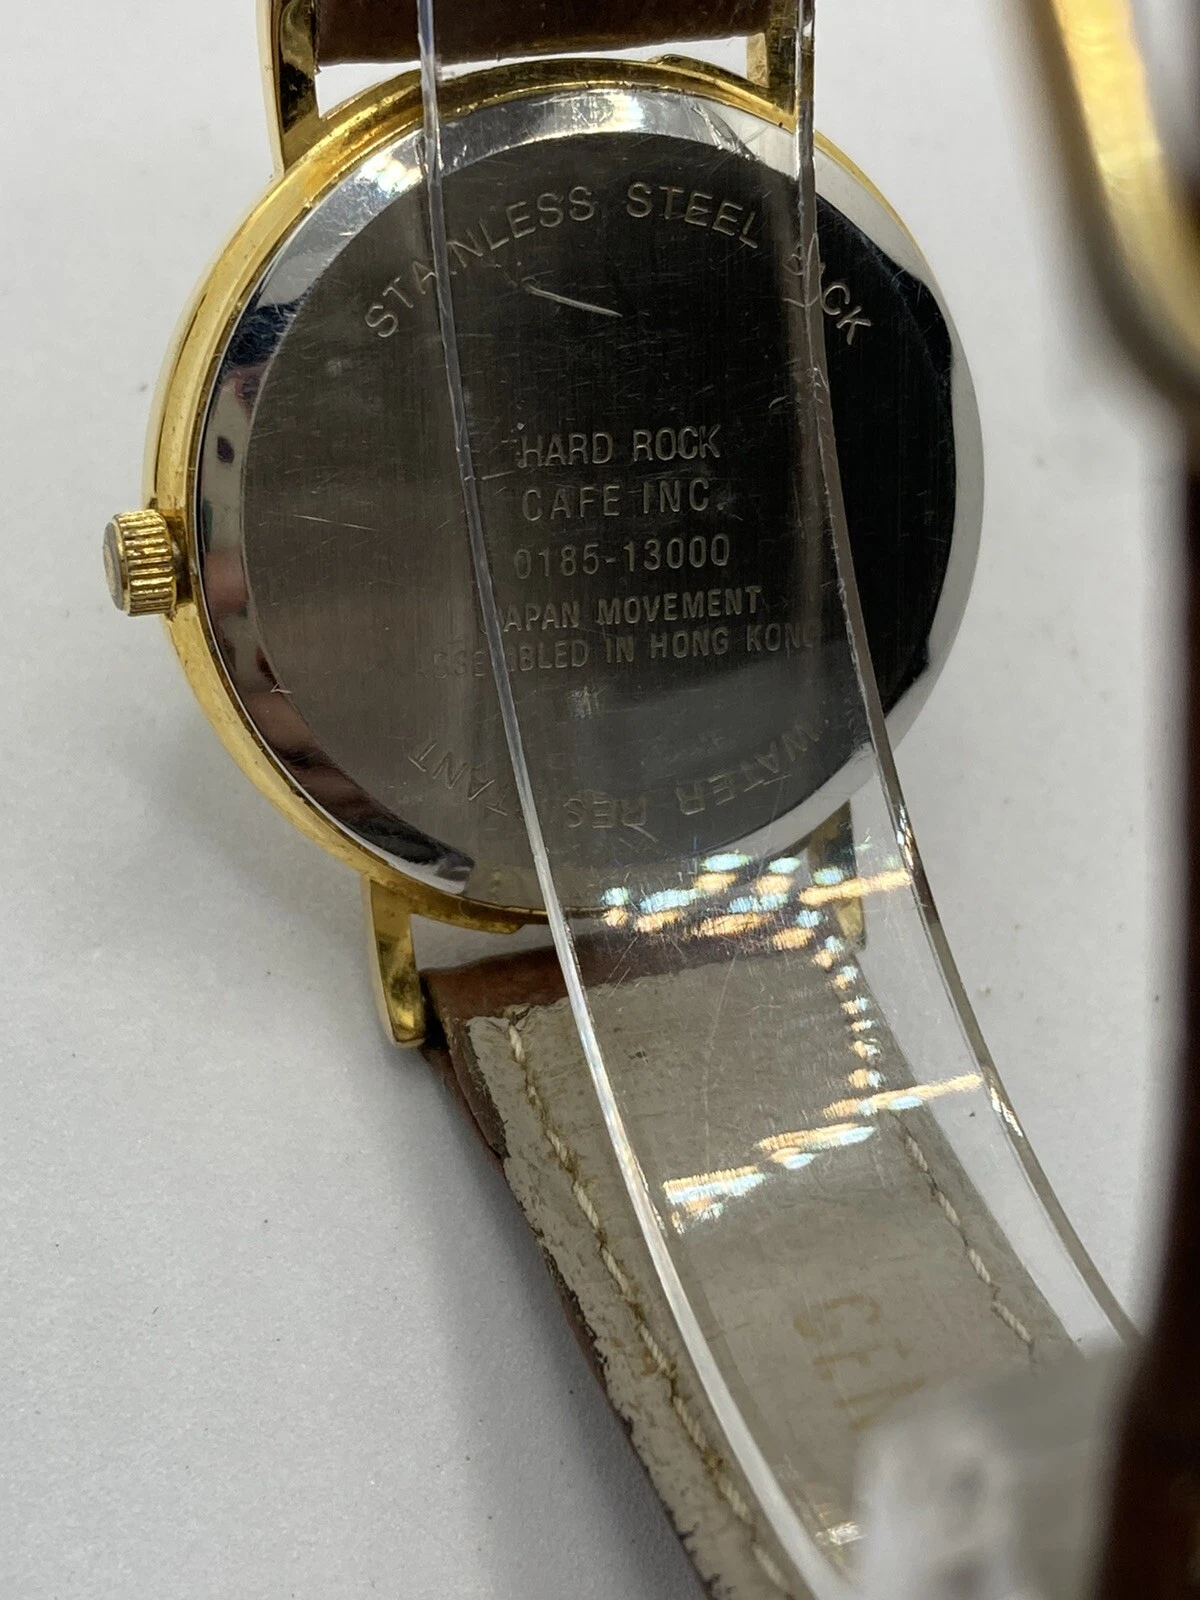 STAINLESS STEEL BACK
HARD ROCK
CAFE INC.
0185-13000
JAPAN MOVEMENT
ASSEMBLED IN HONG KONG
WATER RESISTANT